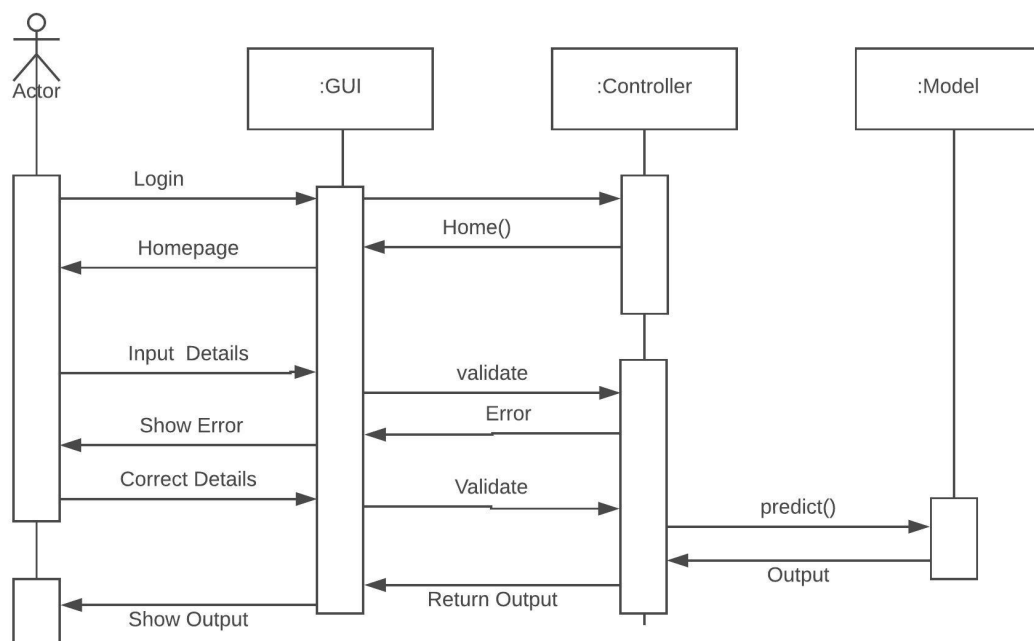 Actor
:GUI
:Controller
:Model
Login
Home()
Homepage
Input  Details
validate
Error
Show Error
Correct Details
Validate
predict()
Output
Return Output
Show Output